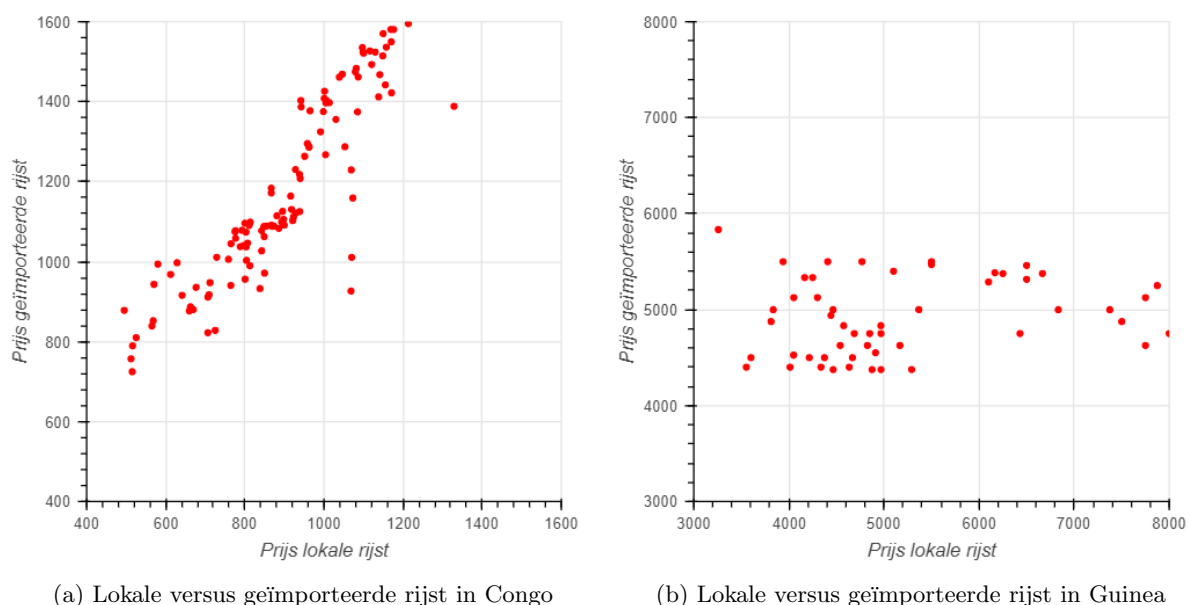 1600
1400
1200
1000
800
600
400
Prijs geïmporteerde rijst
400 600 800 1000 1200 1400 1600
Prijs lokale rijst
(a) Lokale versus geïmporteerde rijst in Congo
8000
7000
6000
5000
4000
3000
Prijs geïmporteerde rijst
3000 4000 5000 6000 7000 8000
Prijs lokale rijst
(b) Lokale versus geïmporteerde rijst in Guinea